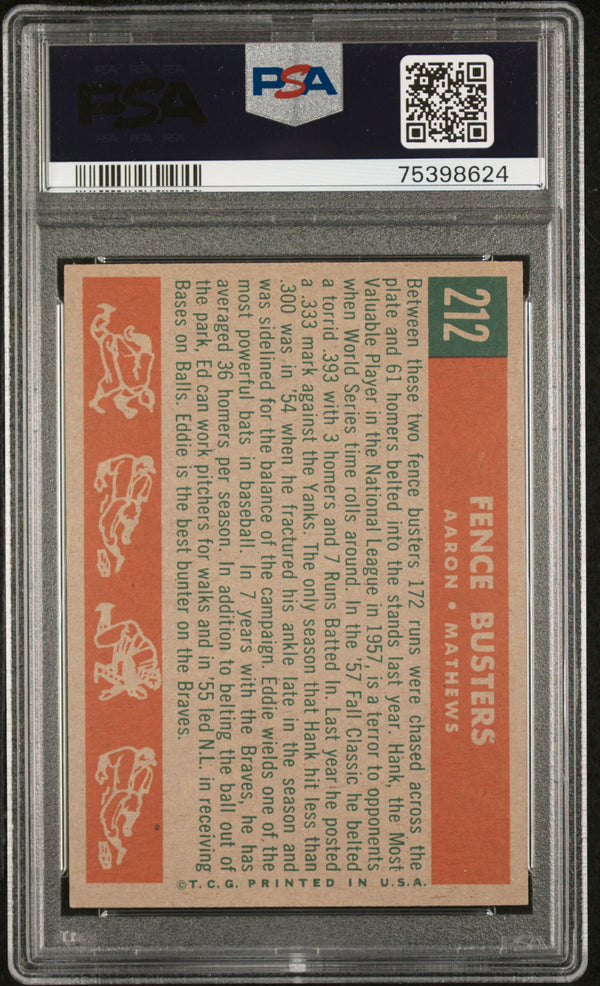 PSA
PSA PSA PSA
PSA
PSA PSA PSA
75398624
212
FENCE BUSTERS
AARON • MATHEWS
Between these two fence busters 172 runs were chased across the
plate and 61 homers belted into the stands last year. Hank, the Most
Valuable Player in the National League in 1957, is a terror to opponents
when World Series time rolls around. In the '57 Fall Classic he belted
a torrid .393 with 3 homers and 7 Runs Batted In. Last year he posted
a .333 mark against the Yanks. The only season that Hank hit less than
.300 was in '54 when he fractured his ankle late in the season and
was sidelined for the balance of the campaign. Eddie wields one of the
most powerful bats in baseball. In 7 years with the Braves, he has
averaged 36 homers per season. In addition to belting the ball out of
the park, Ed can work pitchers for walks and in '55 led N.L. in receiving
Bases on Balls. Eddie is the best bunter on the Braves.
©T.C.G. PRINTED IN U.S.A.
PSA